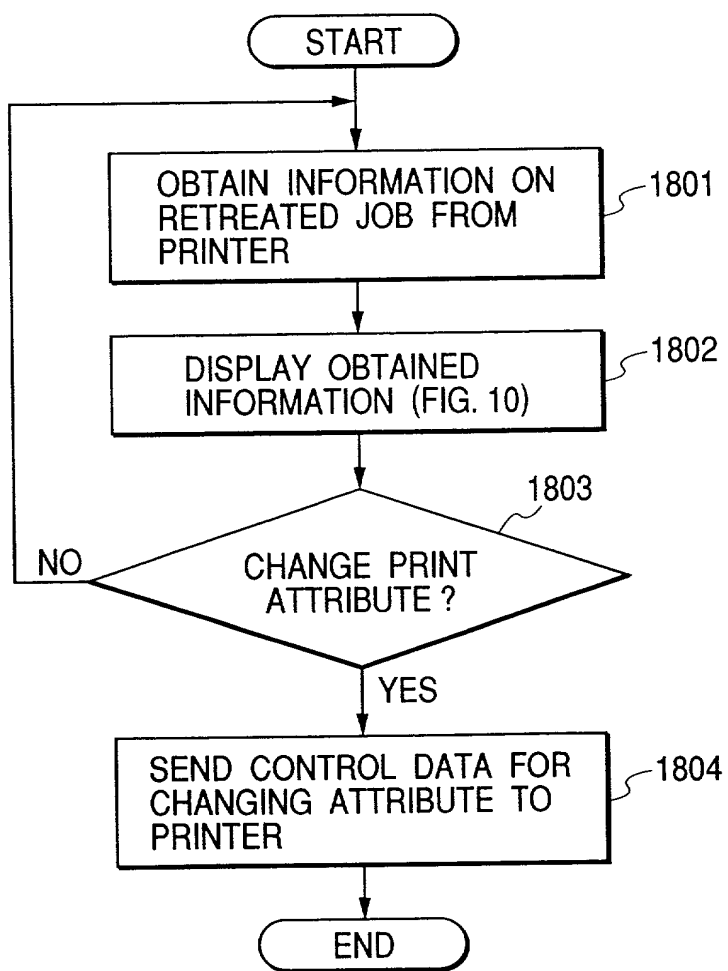 START
OBTAIN INFORMATION ON
RETREATED JOB FROM
PRINTER
1801
DISPLAY OBTAINED
INFORMATION (FIG. 10)
1802
1803
CHANGE PRINT
ATTRIBUTE ?
NO
YES
SEND CONTROL DATA FOR
CHANGING ATTRIBUTE TO
PRINTER
1804
END